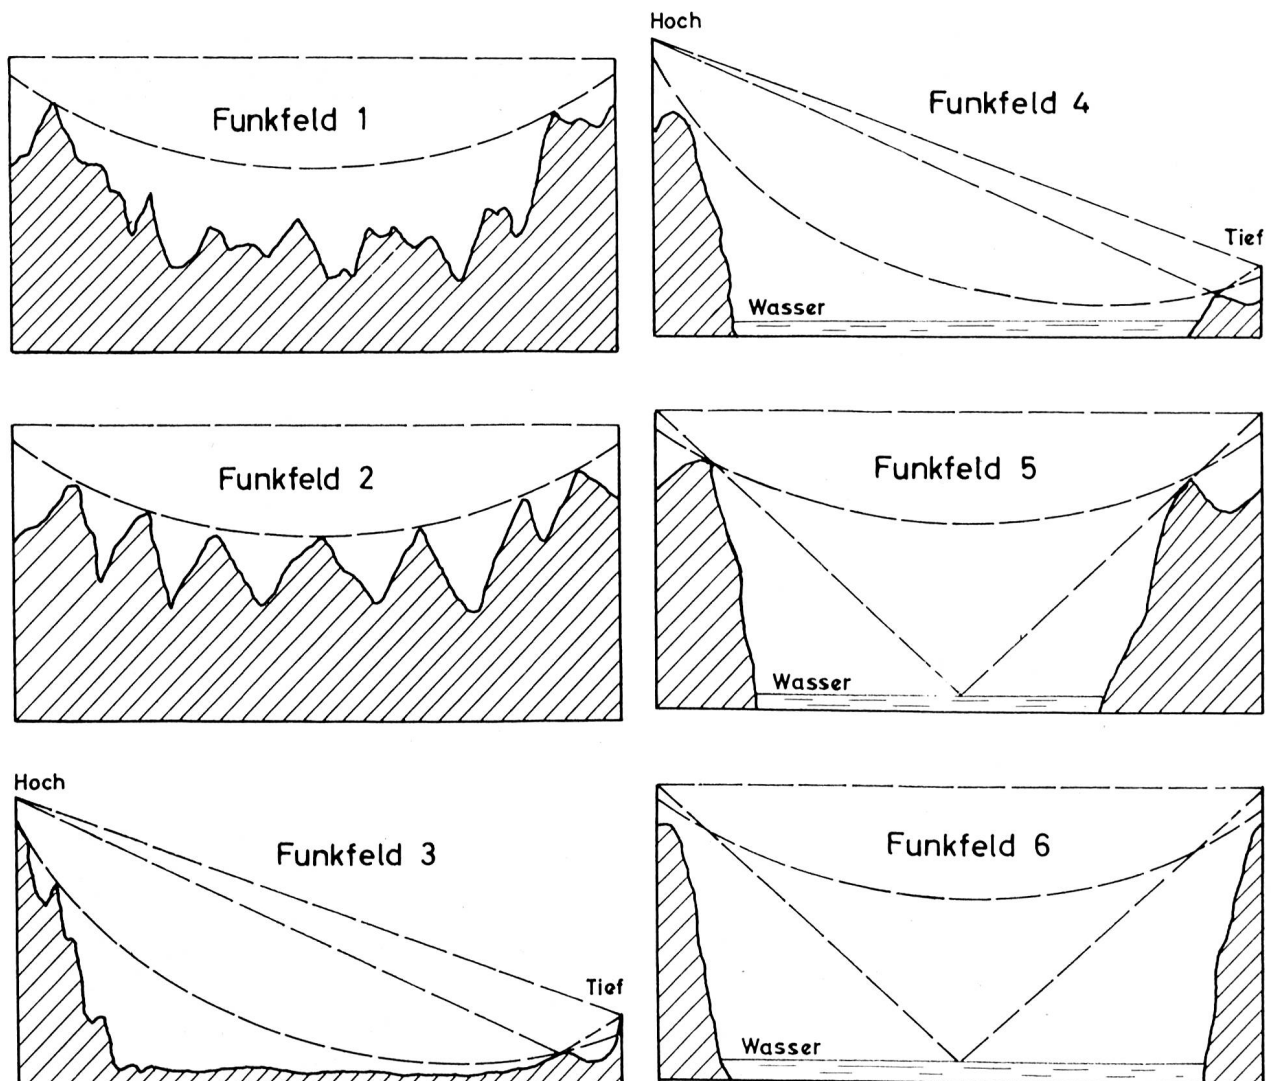 Funkfeld 1
Funkfeld 2
Hoch
Funkfeld 3
Tief
Hoch
Funkfeld 4
Tief
Wasser
Funkfeld 5
Wasser
Funkfeld 6
Wasser